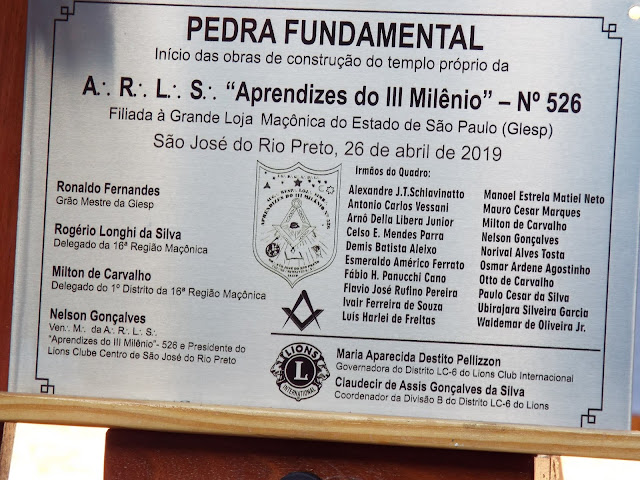 PEDRA FUNDAMENTAL
Início das obras de construção do templo próprio da
A∴ R∴ L∴ S∴ “Aprendizes do III Milênio” – Nº 526
Filiada à Grande Loja Maçônica do Estado de São Paulo (Glesp)
São José do Rio Preto, 26 de abril de 2019
Ronaldo Fernandes
Grão Mestre da Glesp
Rogério Longhi da Silva
Delegado da 16ª Região Maçônica
Milton de Carvalho
Delegado do 1º Distrito da 16ª Região Maçônica
Nelson Gonçalves
Ven∴ M∴ da A∴ R∴ L∴ S∴
“Aprendizes do III Milênio”- 526 e Presidente do
Lions Clube Centro de São José do Rio Preto
APRENDIZES DO III MILÊNIO Nº 526
Irmãos do Quadro:
Alexandre J.T.Schlavinatto
Antonio Carlos Vessani
Arnô Della Libera Junior
Celso E. Mendes Parra
Demis Batista Aleixo
Esmeraldo Américo Ferrato
Fábio H. Panucchi Cano
Flavio José Rufino Pereira
Ivair Ferreira de Souza
Luís Harlei de Freitas
Manoel Estrela Matiel Neto
Mauro Cesar Marques
Milton de Carvalho
Nelson Gonçalves
Norival Alves Tosta
Osmar Ardene Agostinho
Otto de Carvalho
Paulo Cesar da Silva
Ubirajara Silveira Garcia
Waldemar de Oliveira Jr.
LIONS
L
INTERNATIONAL
Maria Aparecida Destito Pellizzon
Governadora do Distrito LC-6 do Lions Club Internacional
Claudecir de Assis Gonçalves da Silva
Coordenador da Divisão B do Distrito LC-6 do Lions